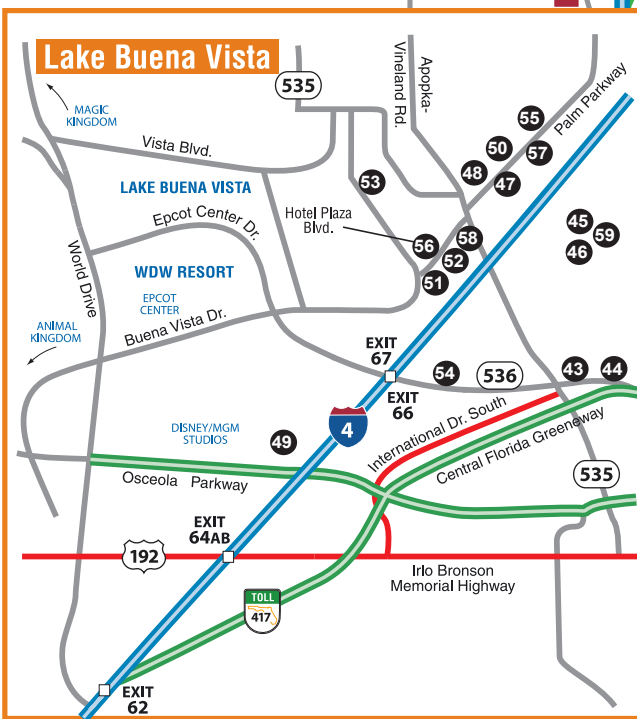 Lake Buena Vista
535
Apopka-
Vineland Rd.
Palm Parkway
MAGIC
KINGDOM
Vista Blvd.
55
50
57
48
47
53
LAKE BUENA VISTA
Epcot Center Dr.
Hotel Plaza
Blvd.
56
58
52
51
45
59
46
World Drive
WDW RESORT
EPCOT
CENTER
Buena Vista Dr.
ANIMAL
KINGDOM
EXIT
67
EXIT
66
54
536
43
44
4
International Dr. South
Central Florida Greeneway
DISNEY/MGM
STUDIOS
49
Osceola Parkway
535
EXIT
64AB
192
Irlo Bronson
Memorial Highway
TOLL
417
EXIT
62